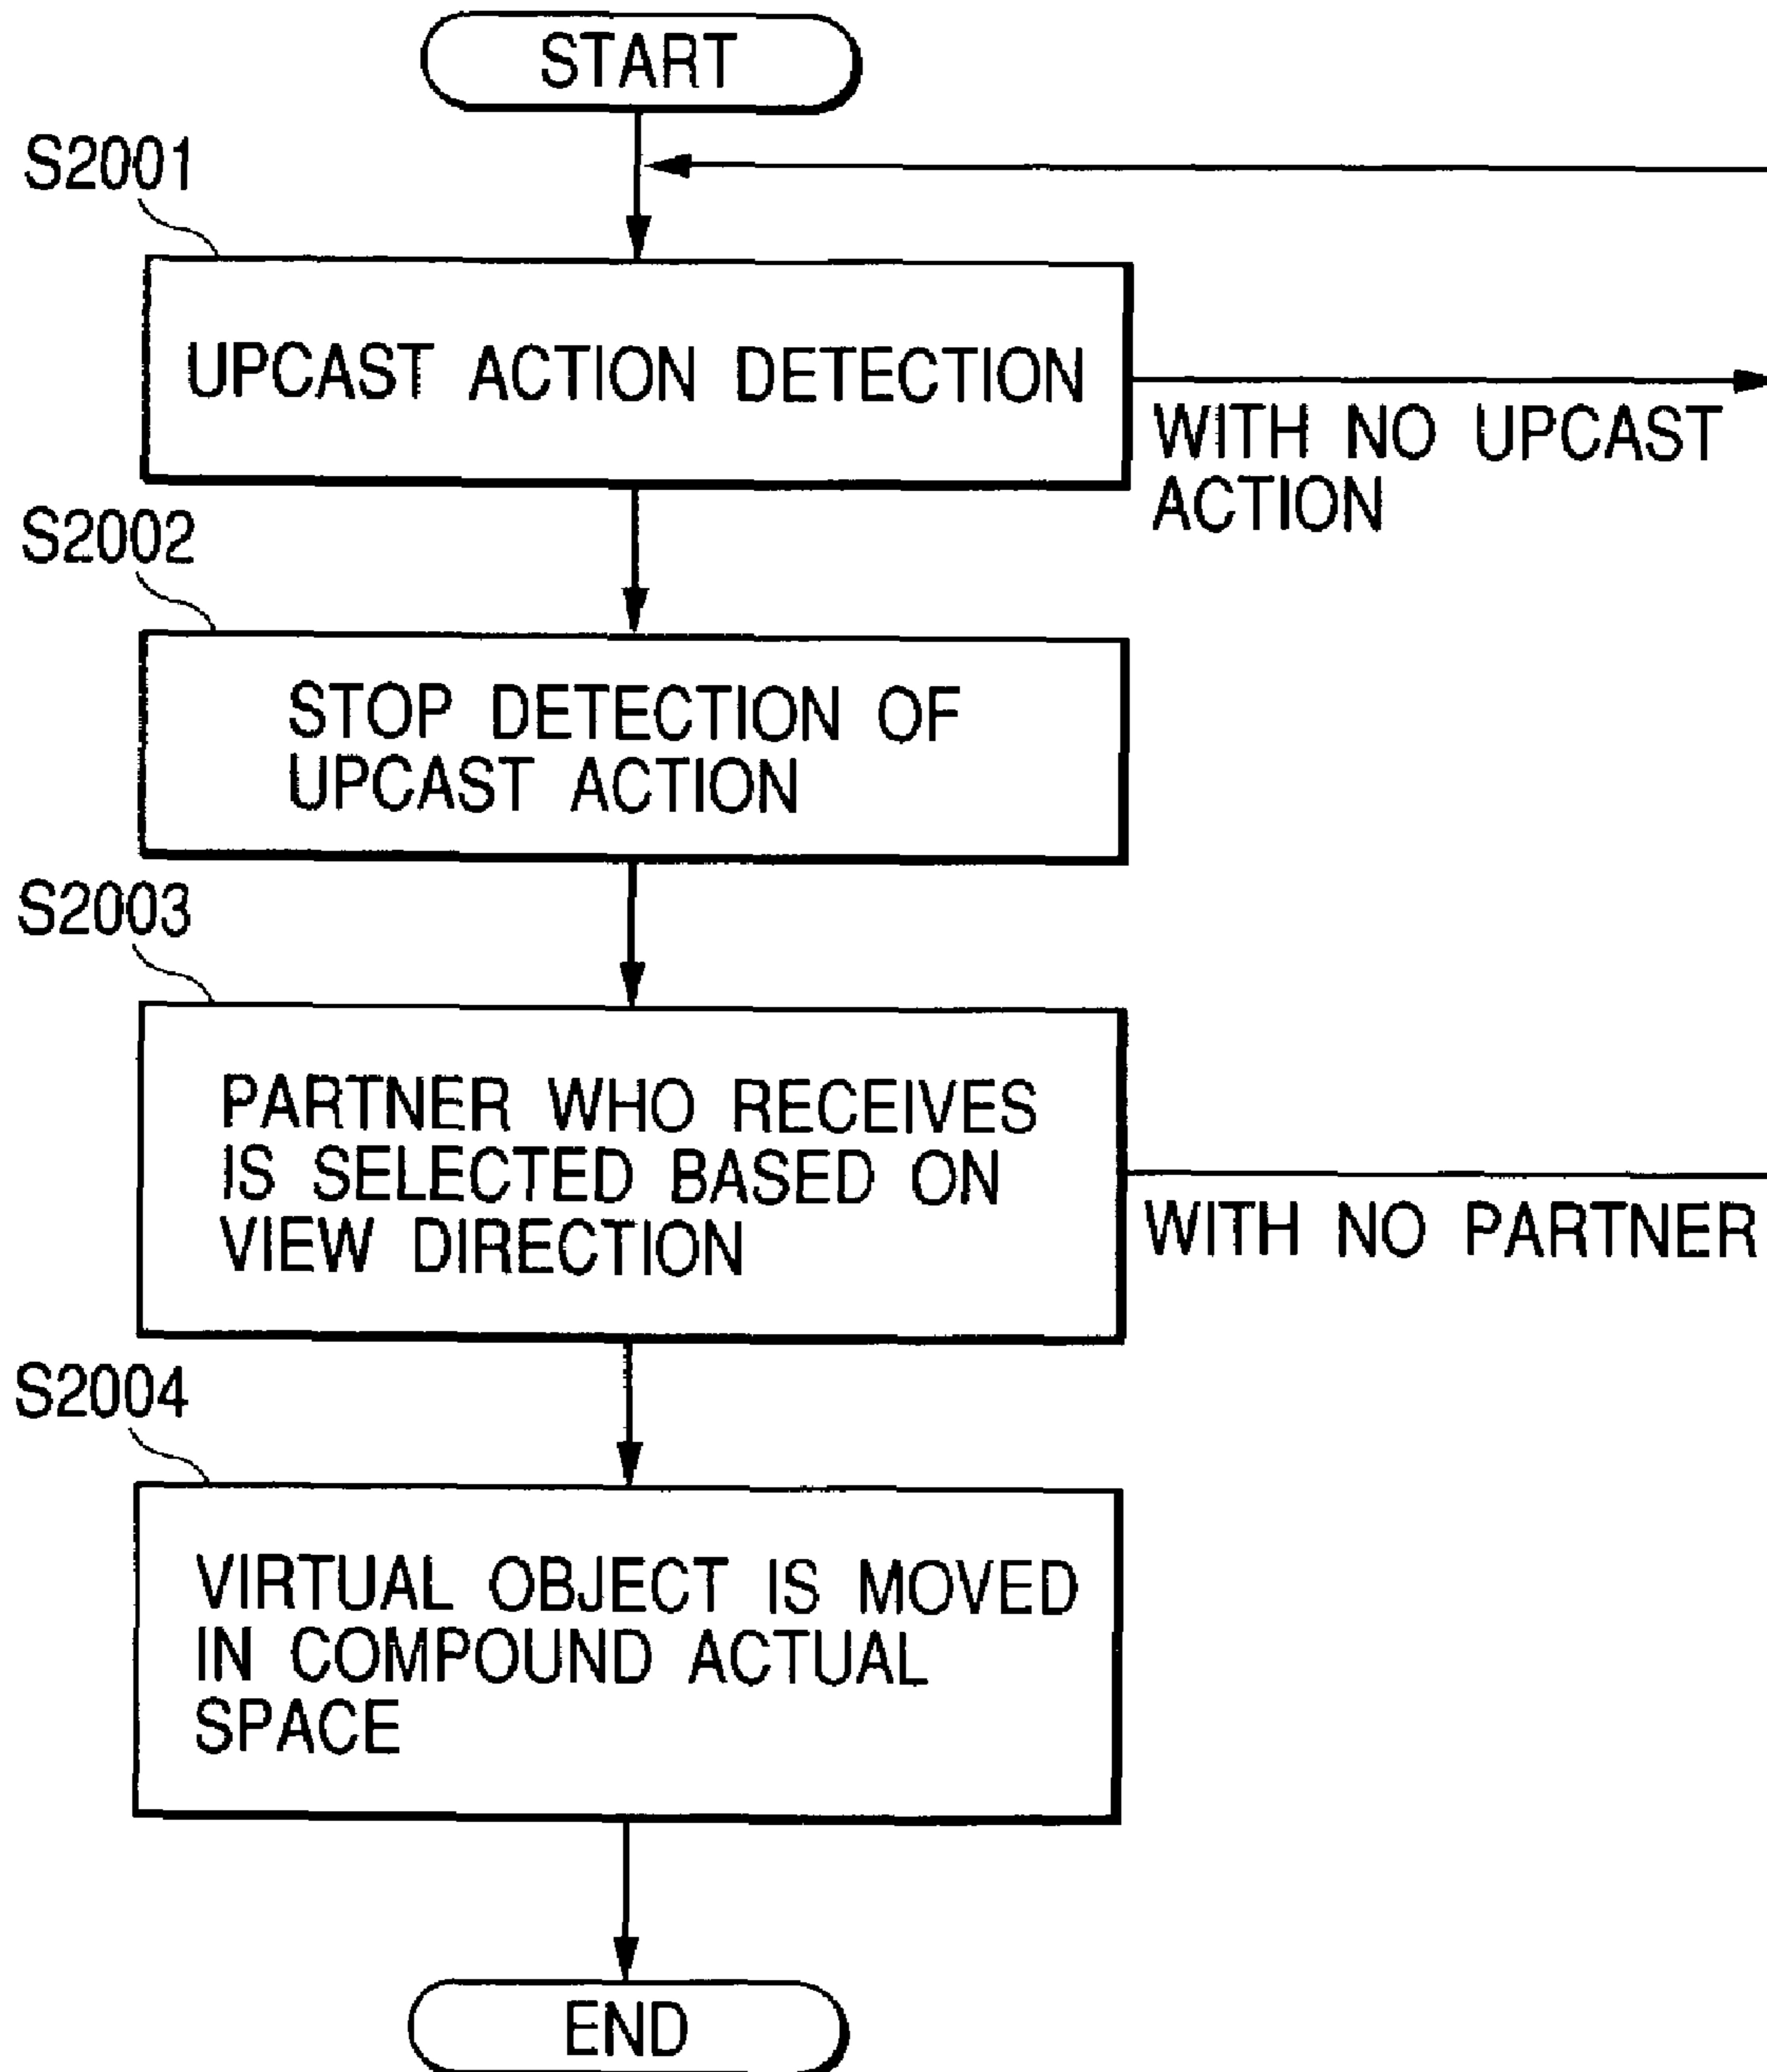 START
S2001
UPCAST ACTION DETECTION
WITH NO UPCAST
ACTION
S2002
STOP DETECTION OF
UPCAST ACTION
S2003
PARTNER WHO RECEIVES
IS SELECTED BASED ON
VIEW DIRECTION
WITH NO PARTNER
S2004
VIRTUAL OBJECT IS MOVED
IN COMPOUND ACTUAL
SPACE
END